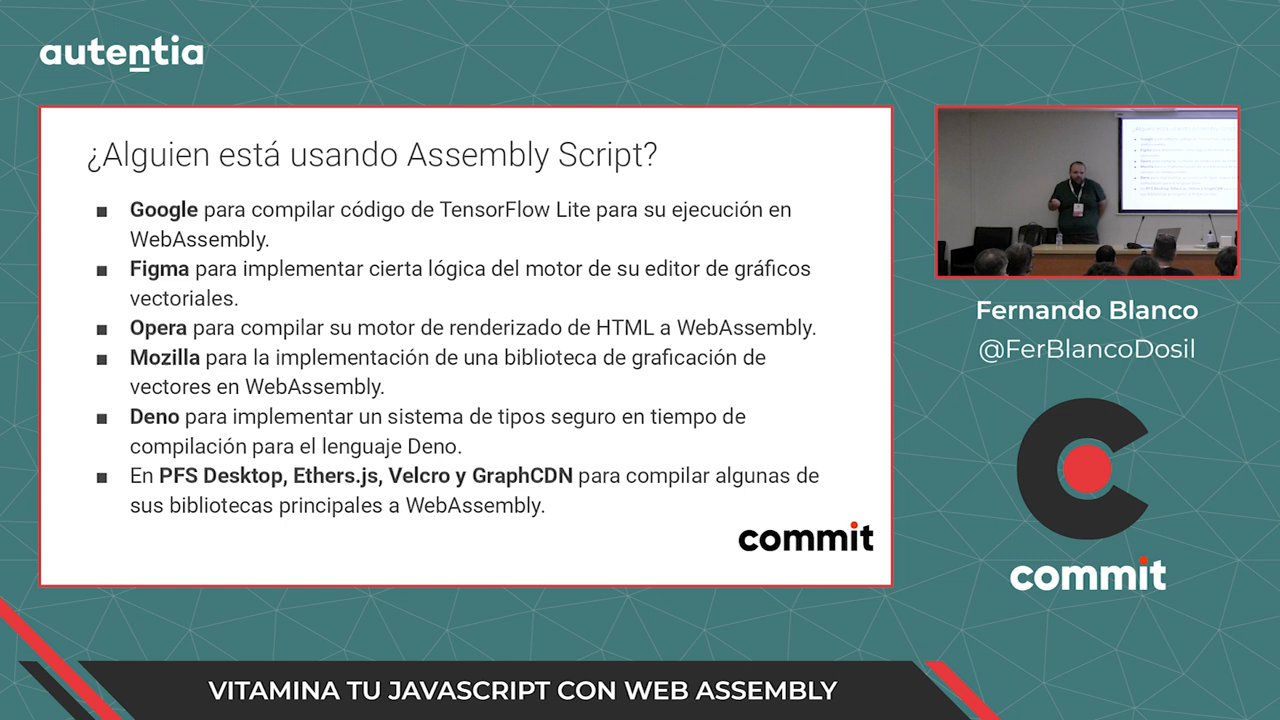 autentia
¿Alguien está usando Assembly Script?
■ Google para compilar código de TensorFlow Lite para su ejecución en
WebAssembly.
■ Figma para implementar cierta lógica del motor de su editor de gráficos
vectoriales.
■ Opera para compilar su motor de renderizado de HTML a WebAssembly.
■ Mozilla para la implementación de una biblioteca de graficación de
vectores en WebAssembly.
■ Deno para implementar un sistema de tipos seguro en tiempo de
compilación para el lenguaje Deno.
■ En PFS Desktop, Ethers.js, Velcro y GraphCDN para compilar algunas de
sus bibliotecas principales a WebAssembly.
commit
Fernando Blanco
@FerBlancoDosil
commit
VITAMINA TU JAVASCRIPT CON WEB ASSEMBLY